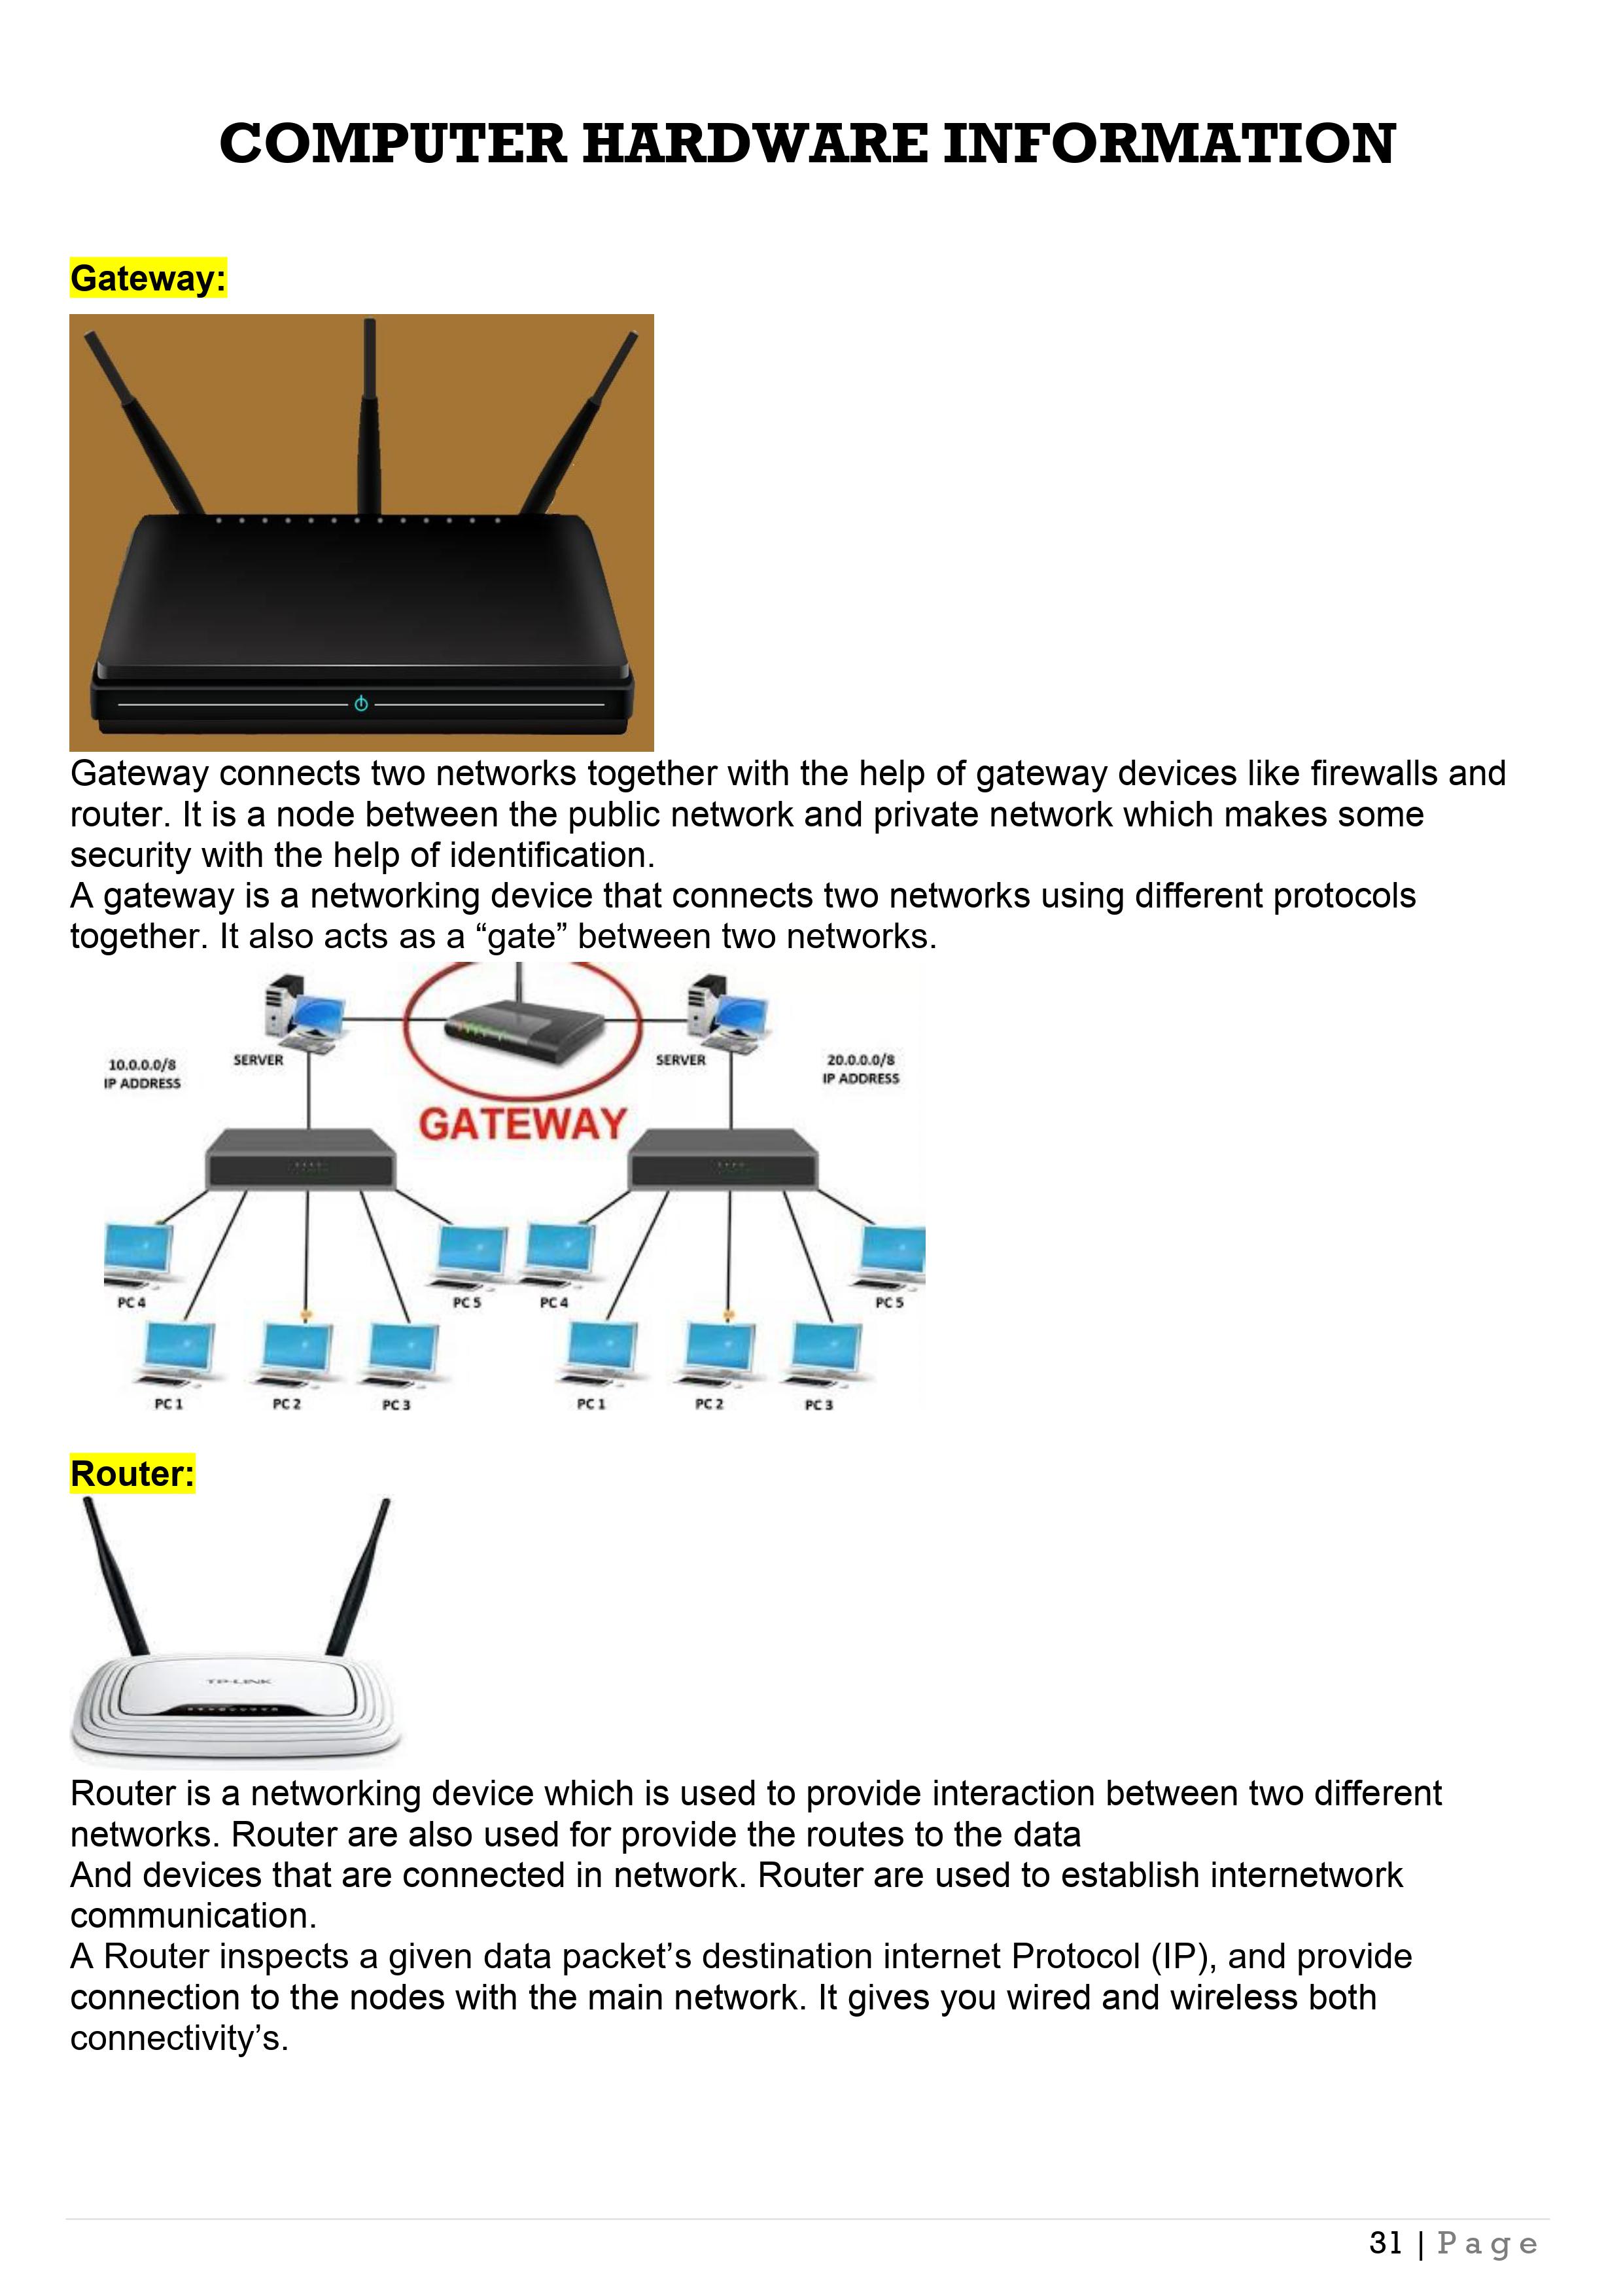 COMPUTER HARDWARE INFORMATION
Gateway:
Gateway connects two networks together with the help of gateway devices like firewalls and
router. It is a node between the public network and private network which makes some
security with the help of identification.
A gateway is a networking device that connects two networks using different protocols
together. It also acts as a “gate” between two networks.
10.0.0.0/8
IP ADDRESS
SERVER
GATEWAY
SERVER
20.0.0.0/8
IP ADDRESS
PC 4
PC 5
PC 4
PC 5
PC 1
PC 2
PC 3
PC 1
PC 2
PC 3
Router:
TP-LINK
Router is a networking device which is used to provide interaction between two different
networks. Router are also used for provide the routes to the data
And devices that are connected in network. Router are used to establish internetwork
communication.
A Router inspects a given data packet’s destination internet Protocol (IP), and provide
connection to the nodes with the main network. It gives you wired and wireless both
connectivity’s.
31 | Page